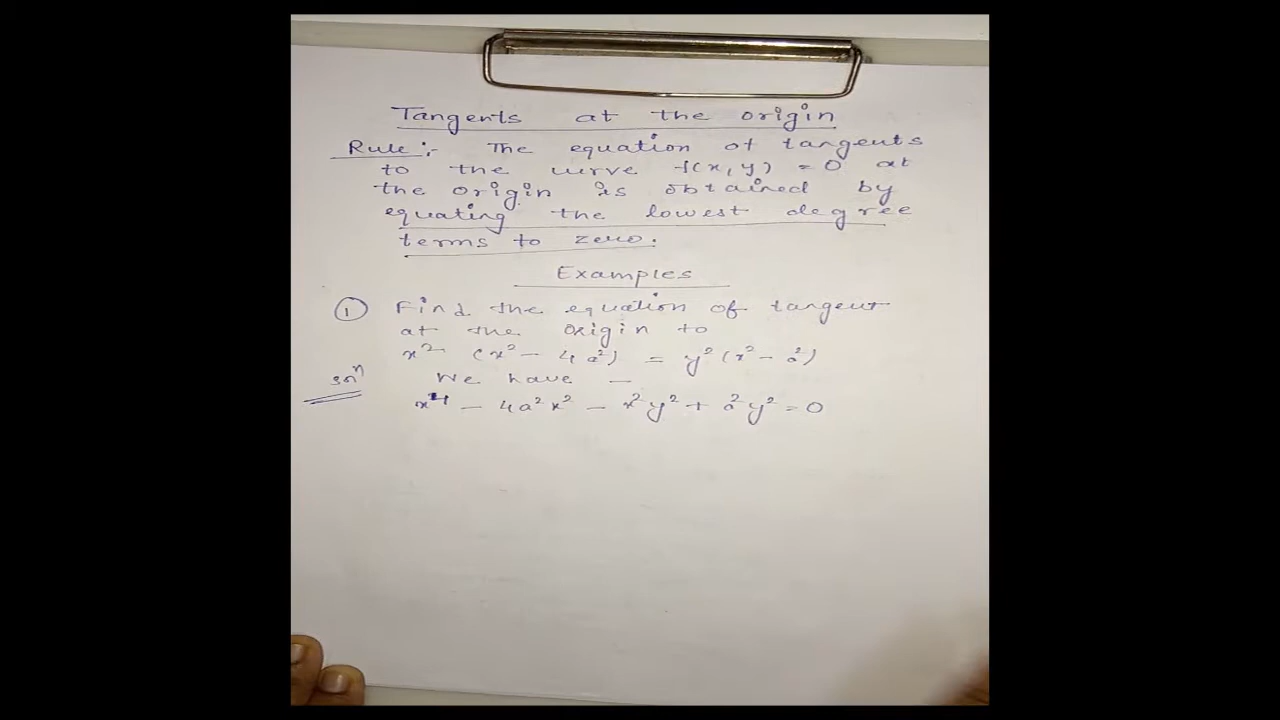 Tangents at the origin
Rule:- The equation of tangents
to the curve f(x, y) = 0 at
the origin is obtained by
equating the lowest degree
terms to zero.
Examples
① Find the equation of tangent
at the origin to
x² (x² - 4a²) = y² (x² - a²)
Solⁿ We have —
x⁴ - 4a²x² - x²y² + a²y² = 0